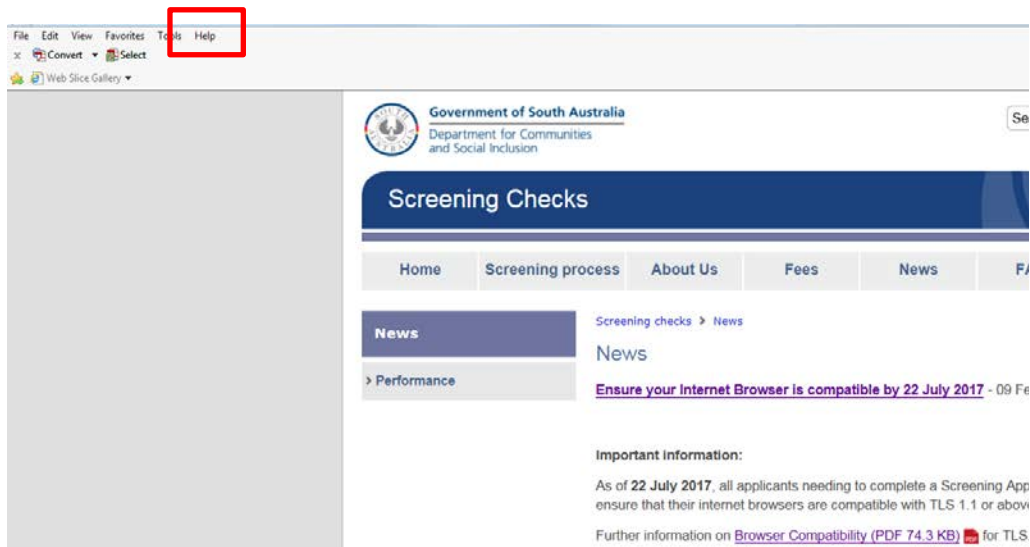 File Edit View Favorites Tools Help
x Convert Select
Web Slice Gallery
Government of South Australia
Department for Communities
and Social Inclusion
Screening Checks
Home Screening process About Us Fees News
News
Performance
Screening checks > News
News
Ensure your Internet Browser is compatible by 22 July 2017 - 09
Important information:
As of 22 July 2017, all applicants needing to complete a Screening
ensure that their internet browsers are compatible with TLS 1.1 or above
Further information on Browser Compatibility (PDF 74.3 KB) for TLS